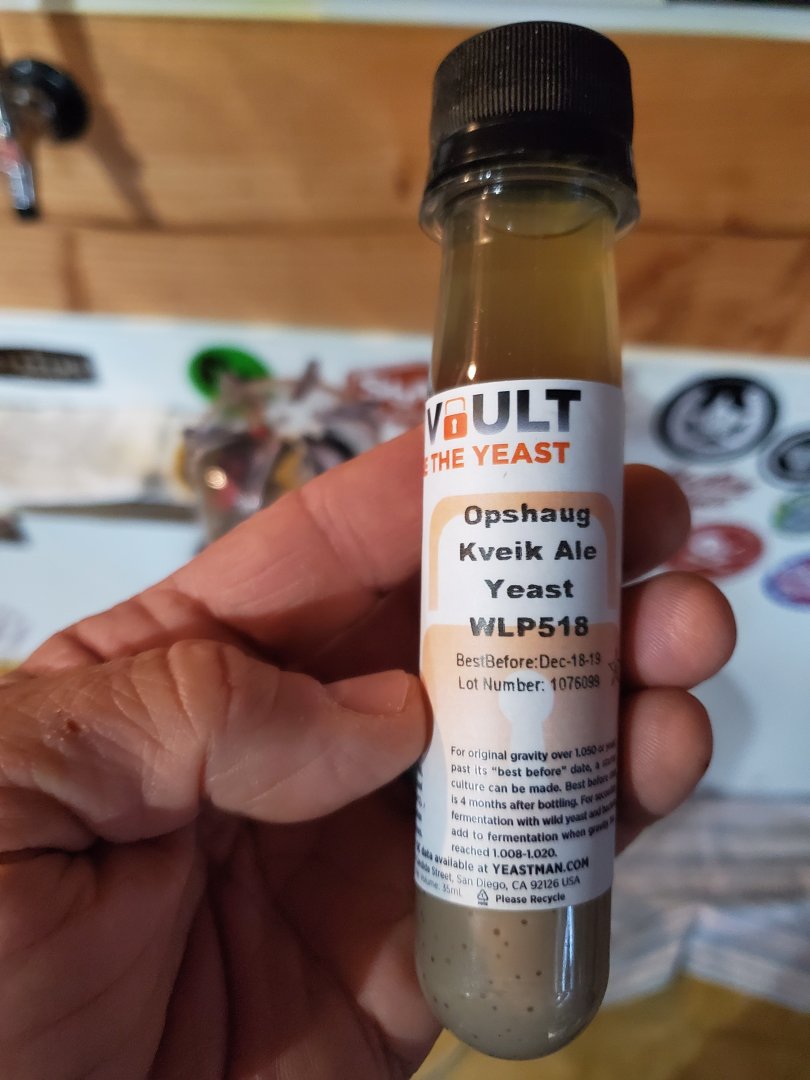 VAULT
THE YEAST
Opshaug
Kveik Ale
Yeast
WLP518
BestBefore:Dec-18-19
Lot Number: 1076099
For original gravity over 1.050 or
past its "best before" date, a
culture can be made. Best before
is 4 months after bottling. For
fermentation with wild yeast and
add to fermentation when gravity
reached 1.008-1.020.
data available at YEASTMAN.COM
Street, San Diego, CA 92126 USA
Volume: 35mL
Please Recycle